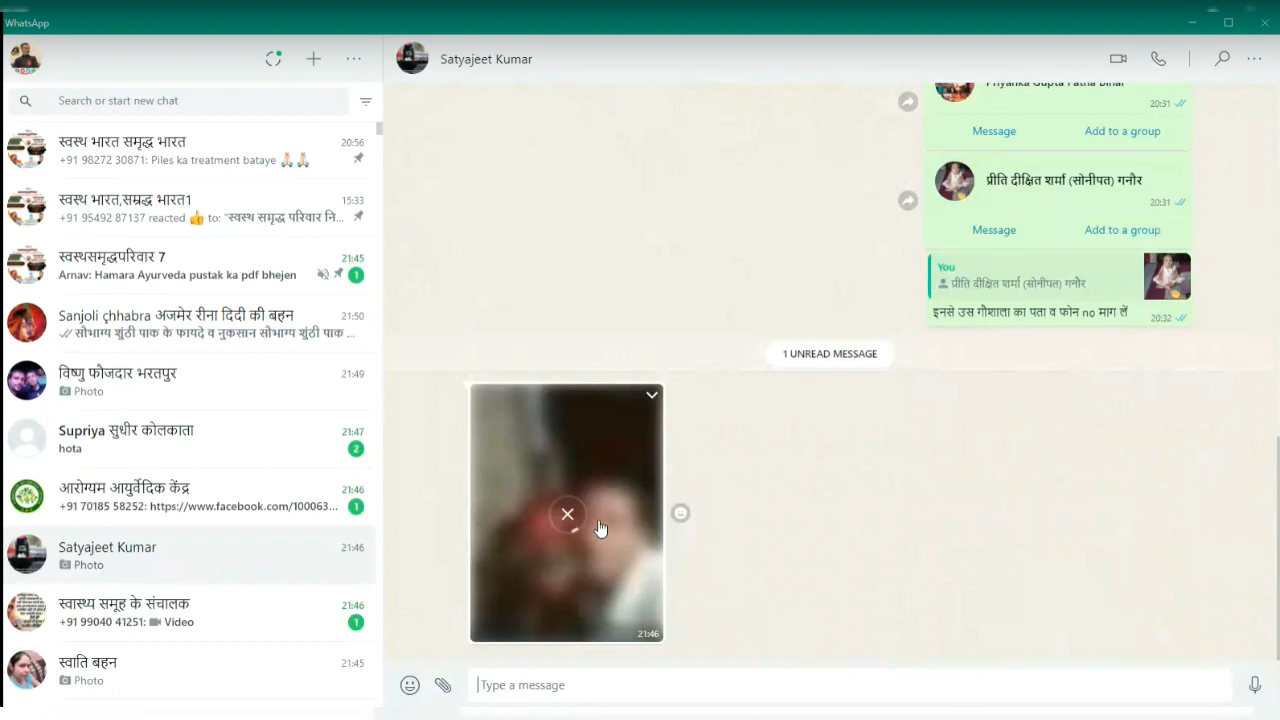 WhatsApp
Satyajeet Kumar
Search or start new chat
स्वस्थ भारत समृद्ध भारत
20:56
+91 98272 30871: Piles ka treatment bataye 🙏🏻🙏🏻
स्वस्थ भारत,सम्रद्ध भारत1
15:33
+91 95492 87137 reacted 👍 to: "स्वस्थ समृद्ध परिवार नि...
स्वस्थसमृद्धपरिवार 7
21:45
Arnav: Hamara Ayurveda pustak ka pdf bhejen
1
Sanjoli çhhabra अजमेर रीना दिदी की बहन
21:50
सौभाग्य शुंठी पाक के फायदे व नुकसान सौभाग्य शुंठी पाक ...
विष्णु फौजदार भरतपुर
21:49
Photo
Supriya सुधीर कोलकाता
21:47
hota
2
आरोग्यम आयुर्वेदिक केंद्र
21:46
+91 70185 58252: https://www.facebook.com/100063...
1
Satyajeet Kumar
21:46
Photo
स्वास्थ्य समूह के संचालक
21:46
+91 99040 41251: Video
1
स्वाति बहन
21:45
Photo
Priyanka Gupta Patna Bihar
20:31
Message Add to a group
प्रीति दीक्षित शर्मा (सोनीपत) गनोर
20:31
Message Add to a group
You
प्रीति दीक्षित शर्मा (सोनीपत) गनौर
इनसे उस गौशाला का पता व फोन no माग लें
20:32
1 UNREAD MESSAGE
21:46
Type a message